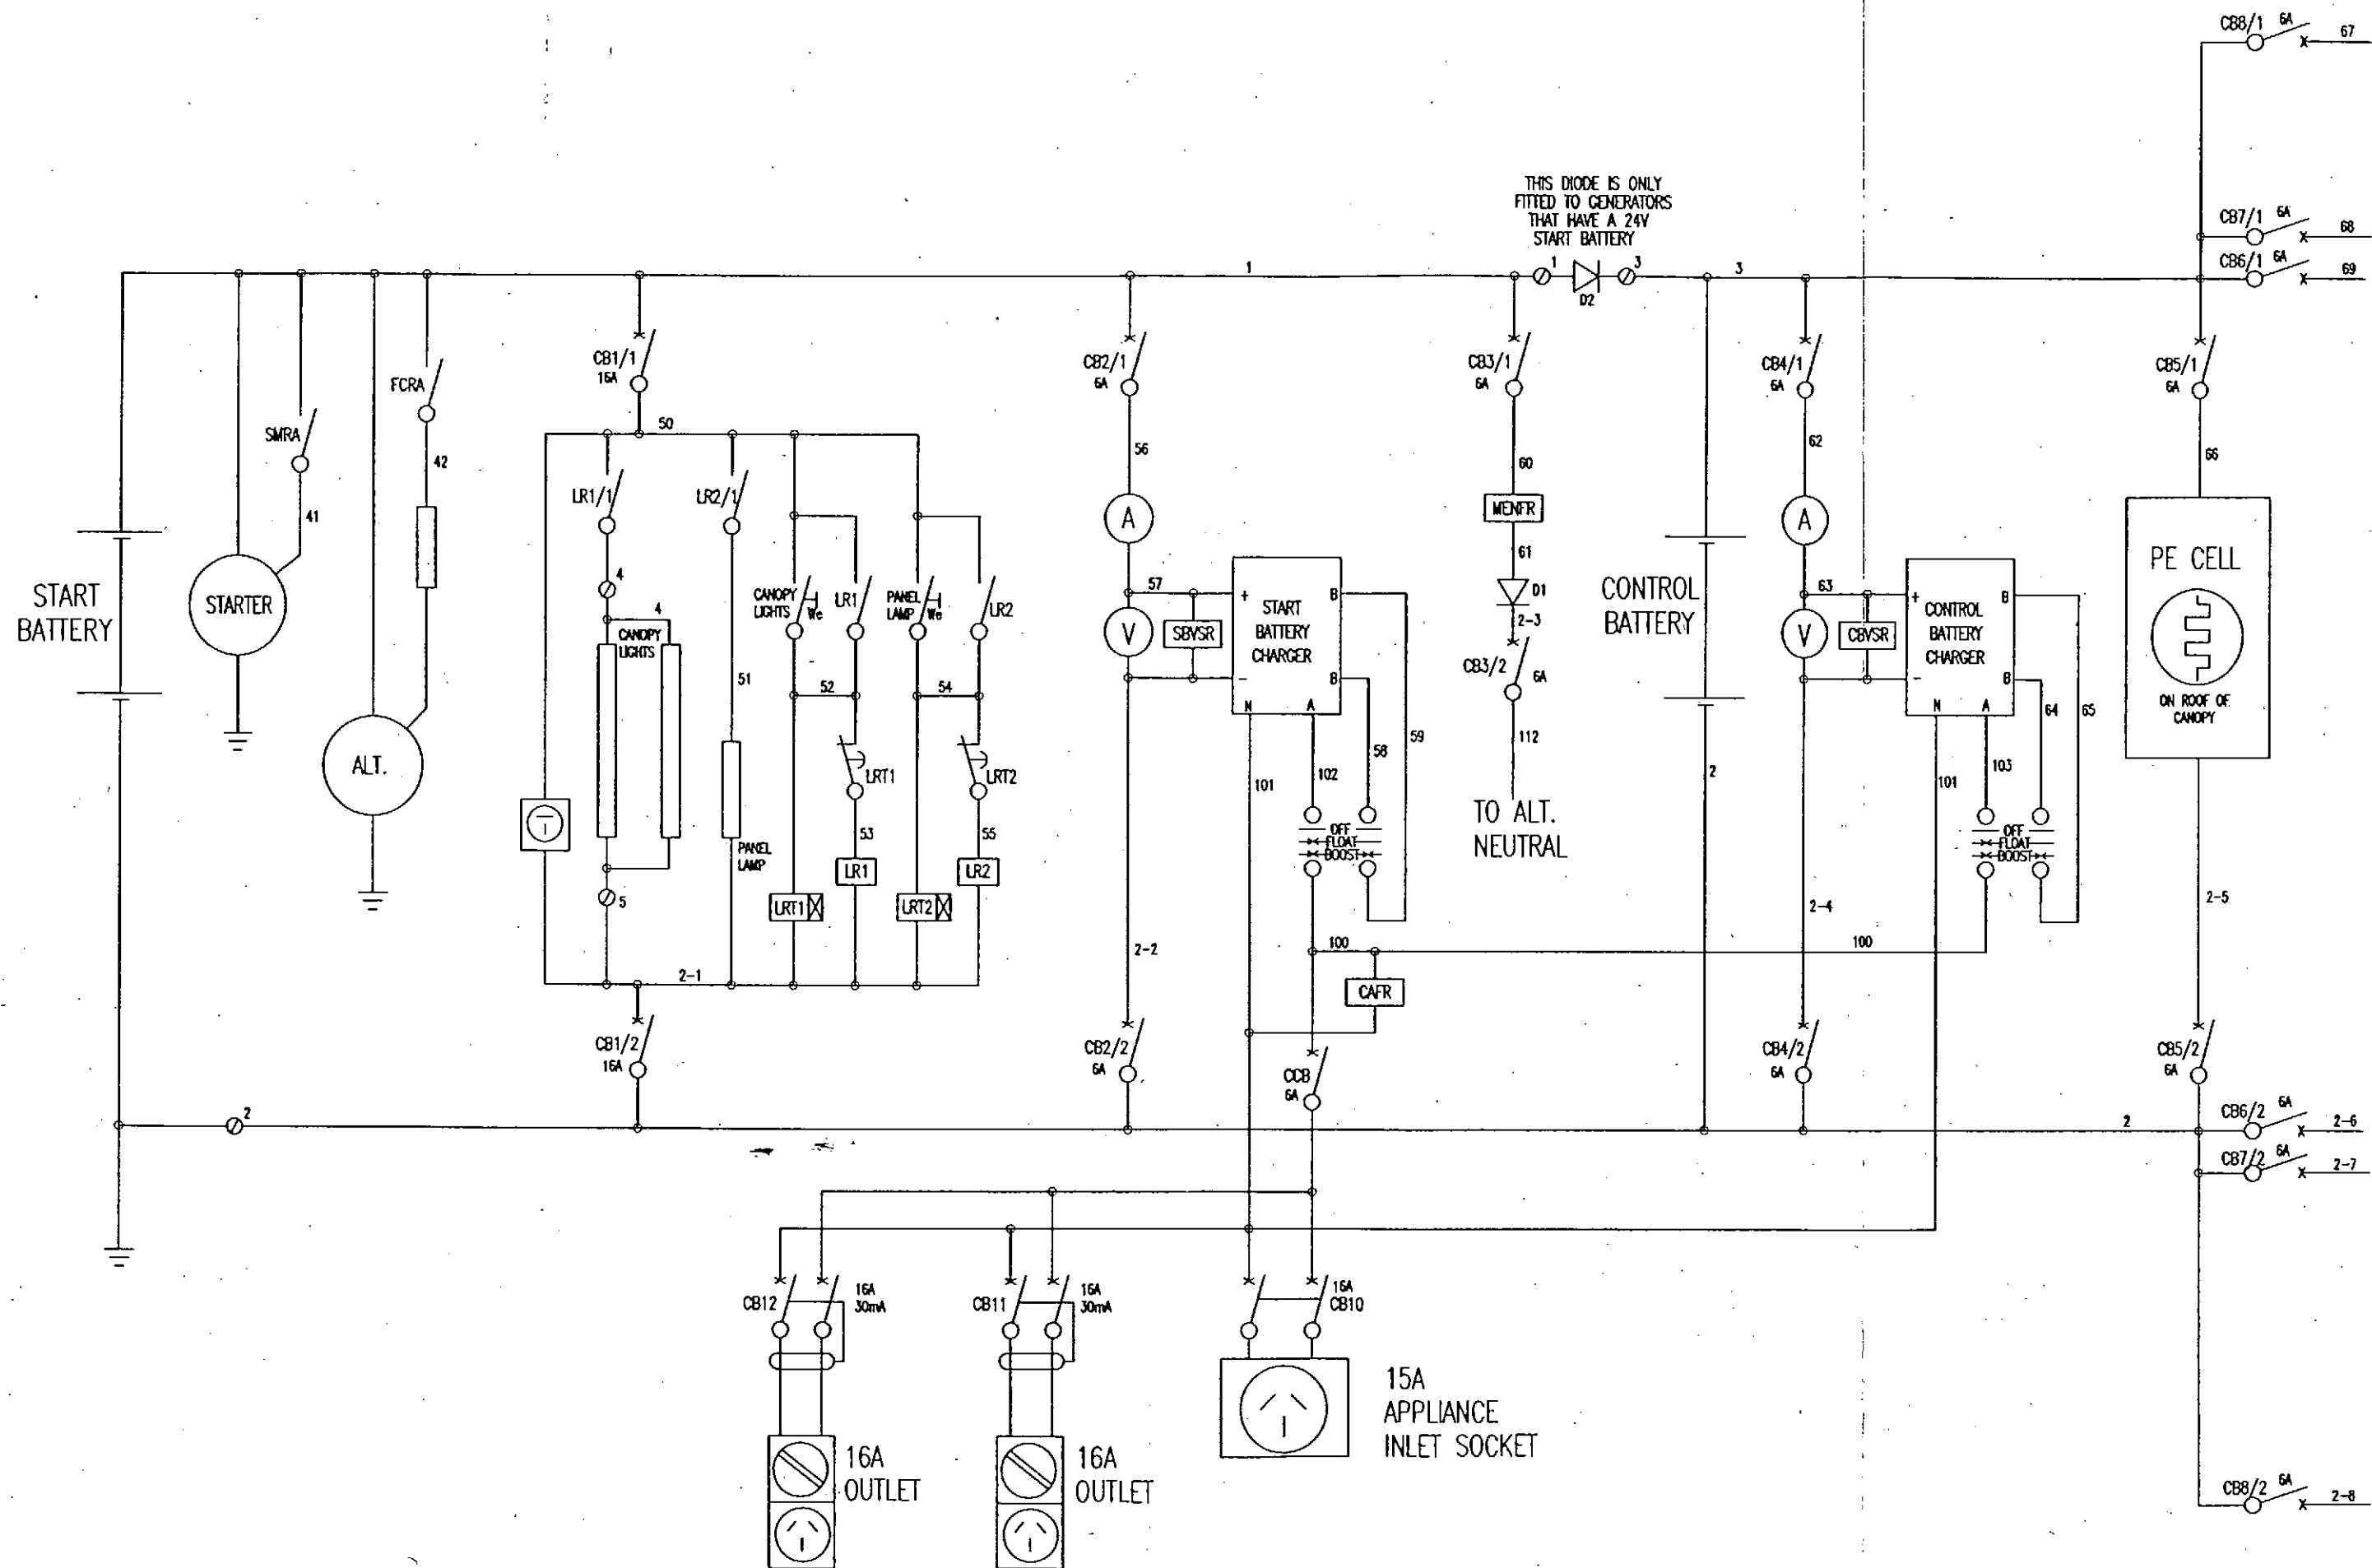 CB8/1 6A
67
THIS DIODE IS ONLY
FITTED TO GENERATORS
THAT HAVE A 24V
START BATTERY
CB7/1 6A
68
CB6/1 6A
69
1
1
3
D2
3
CB1/1
16A
CB2/1
6A
CB3/1
6A
CB4/1
6A
CB5/1
6A
FCRA
SMRA
42
41
50
56
60
62
66
LR1/1
LR2/1
A
MENFR
A
61
START
BATTERY
STARTER
4
4
CANOPY
LIGHTS
51
CANOPY
LIGHTS
We
LR1
PANEL
LAMP
We
LR2
57
V
SBVSR
+
-
START
BATTERY
CHARGER
B
B
N
A
D1
2-3
CB3/2
6A
CONTROL
BATTERY
63
V
CBVSR
+
-
CONTROL
BATTERY
CHARGER
B
B
N
A
PE CELL
ON ROOF OF
CANOPY
52
54
ALT.
LRT1
LRT2
53
55
PANEL
LAMP
LR1
LR2
LRT1
LRT2
5
101
102
58
59
OFF
FLOAT
BOOST
112
TO ALT.
NEUTRAL
2
101
103
64
65
OFF
FLOAT
BOOST
2-1
2-2
2-4
2-5
100
100
CAFR
CB1/2
16A
CB2/2
6A
CCB
6A
CB4/2
6A
CB5/2
6A
2
2
CB6/2 6A
2-6
CB7/2 6A
2-7
CB12
16A
30mA
CB11
16A
30mA
16A
CB10
15A
APPLIANCE
INLET SOCKET
16A
OUTLET
16A
OUTLET
CB8/2 6A
2-8